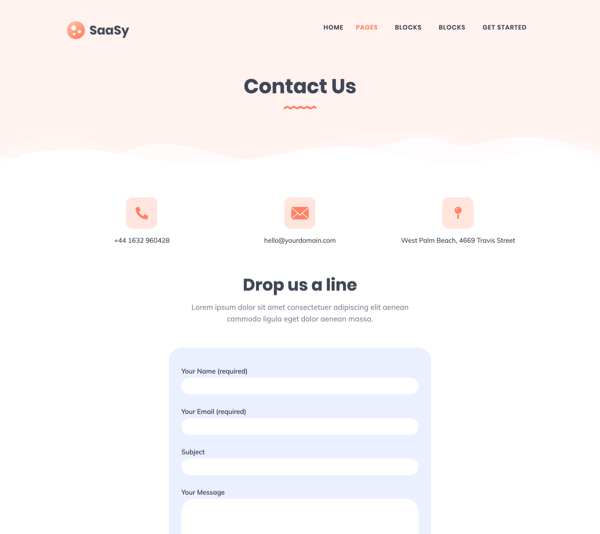 SaaSy
HOME PAGES BLOCKS BLOCKS GET STARTED
Contact Us
+44 1632 960428
hello@yourdomain.com
West Palm Beach, 4669 Travis Street
Drop us a line
Lorem ipsum dolor sit amet consectetuer adipiscing elit aenean
commodo ligula eget dolor aenean massa.
Your Name (required)
Your Email (required)
Subject
Your Message